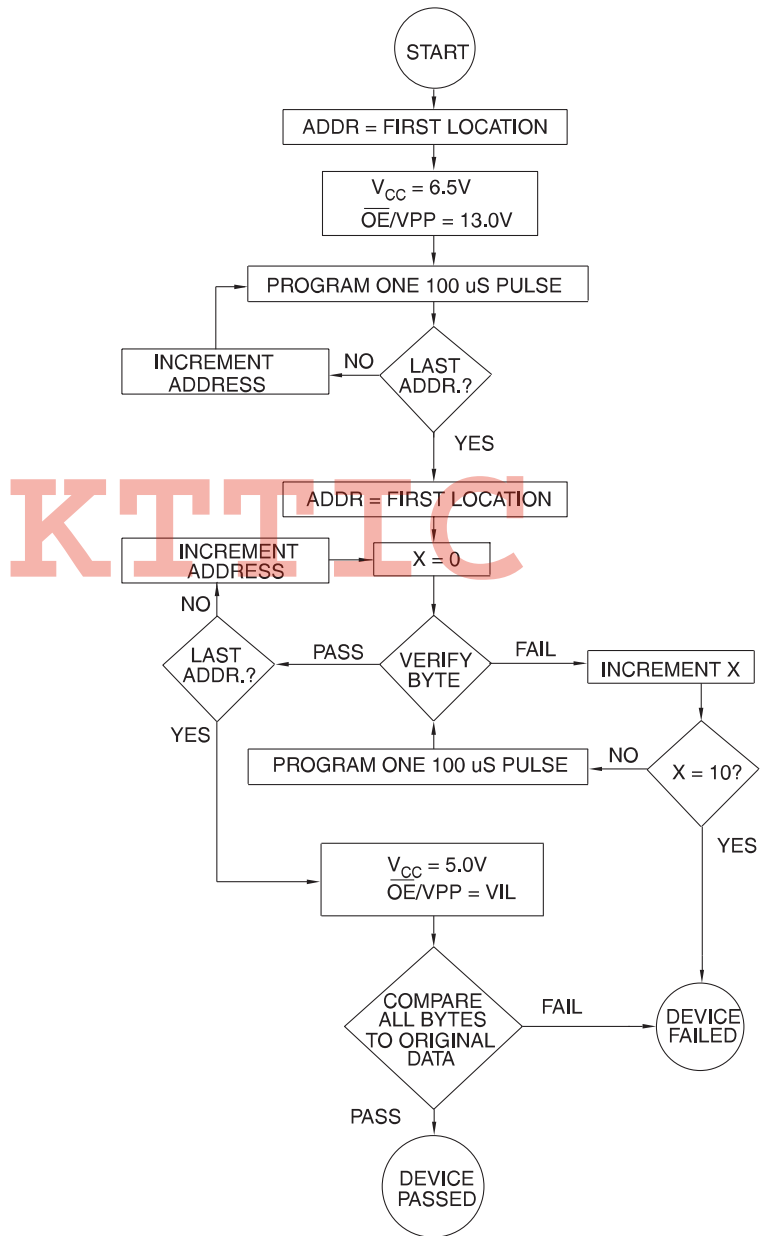 START
ADDR = FIRST LOCATION
VCC = 6.5V
OE/VPP = 13.0V
PROGRAM ONE 100 uS PULSE
INCREMENT
ADDRESS
NO
LAST
ADDR.?
YES
KTTIC
ADDR = FIRST LOCATION
INCREMENT
ADDRESS
X = 0
NO
LAST
ADDR.?
PASS
VERIFY
BYTE
FAIL
INCREMENT X
YES
PROGRAM ONE 100 uS PULSE
NO
X = 10?
YES
VCC = 5.0V
OE/VPP = VIL
COMPARE
ALL BYTES
TO ORIGINAL
DATA
FAIL
DEVICE
FAILED
PASS
DEVICE
PASSED